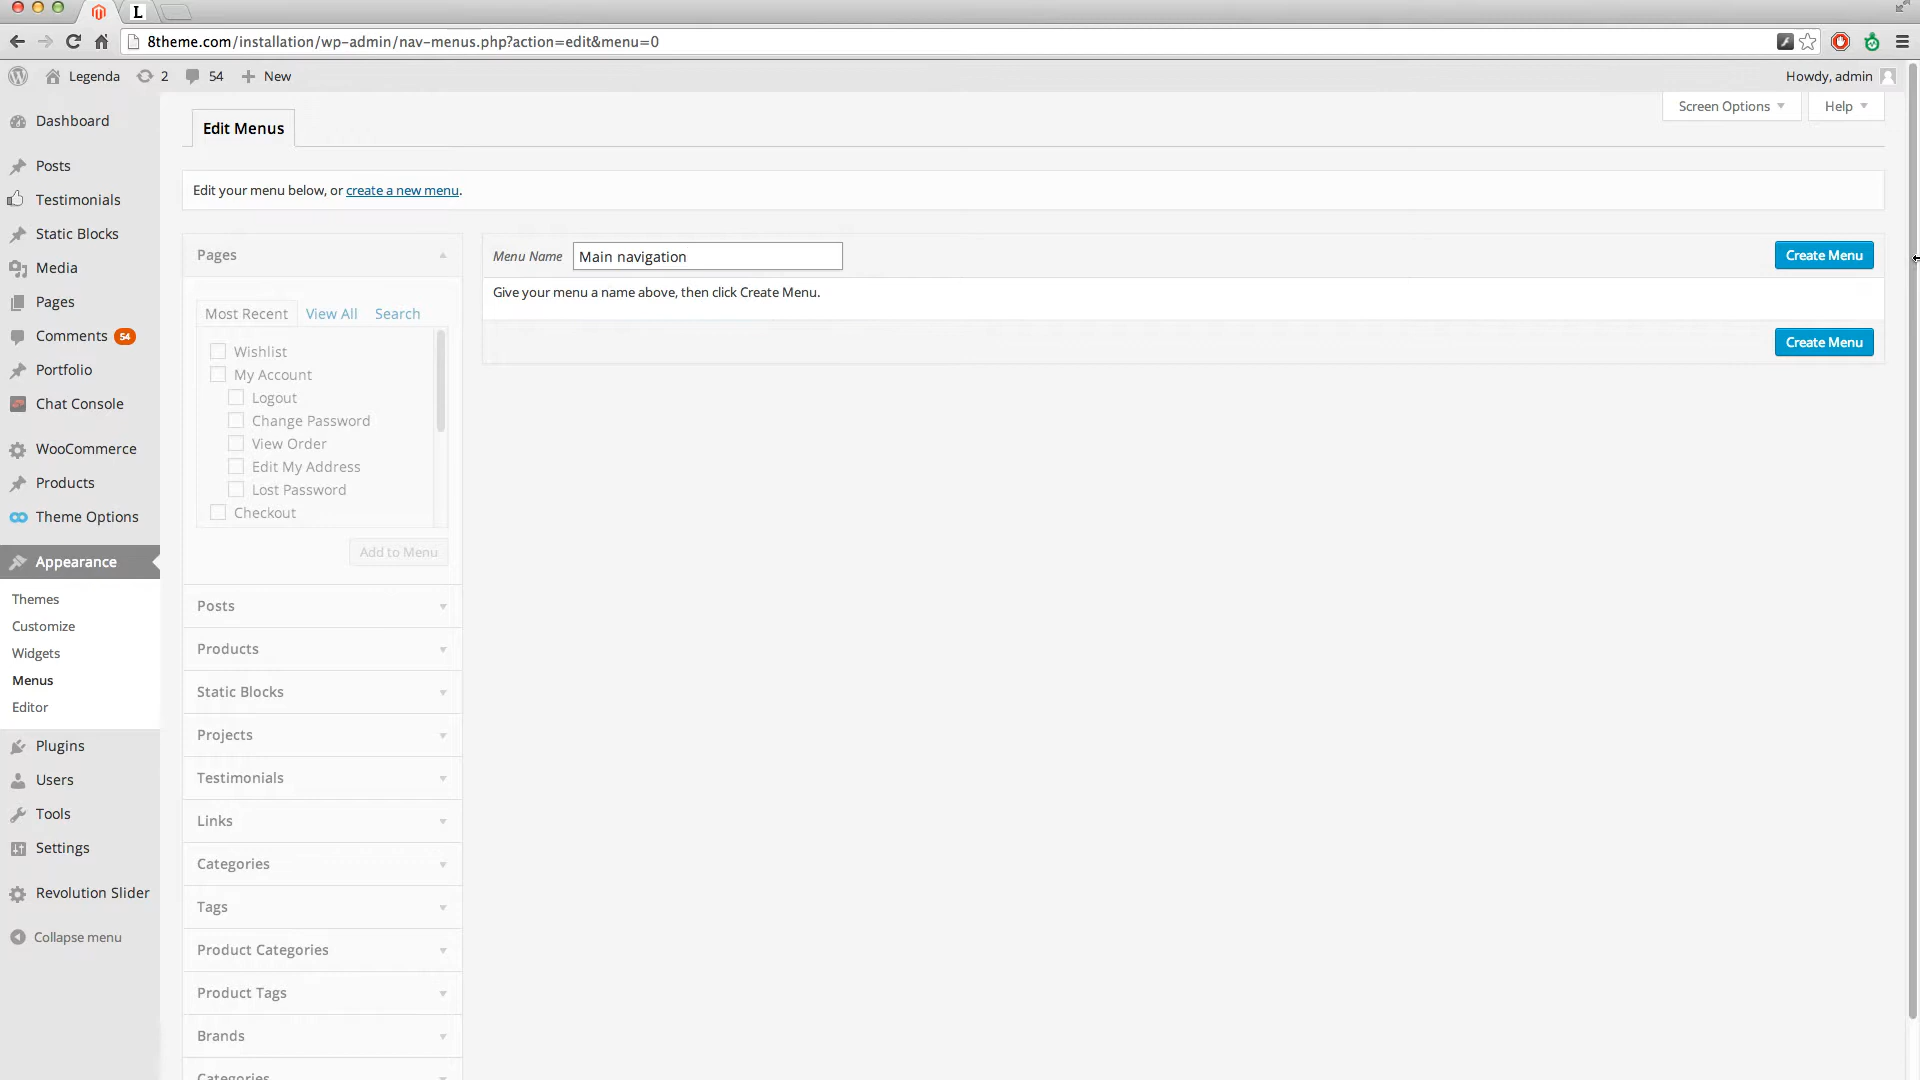 L
8theme.com/installation/wp-admin/nav-menus.php?action=edit&menu=0
Legenda 2 54 New Howdy, admin
Screen Options Help
Edit Menus
Edit your menu below, or create a new menu.
Dashboard
Posts
Testimonials
Static Blocks
Media
Pages
Comments 54
Portfolio
Chat Console
WooCommerce
Products
Theme Options
Appearance
Themes
Customize
Widgets
Menus
Editor
Plugins
Users
Tools
Settings
Revolution Slider
Collapse menu
Pages
Most Recent View All Search
Wishlist
My Account
Logout
Change Password
View Order
Edit My Address
Lost Password
Checkout
Add to Menu
Posts
Products
Static Blocks
Projects
Testimonials
Links
Categories
Tags
Product Categories
Product Tags
Brands
Categories
Menu Name Main navigation Create Menu
Give your menu a name above, then click Create Menu.
Create Menu